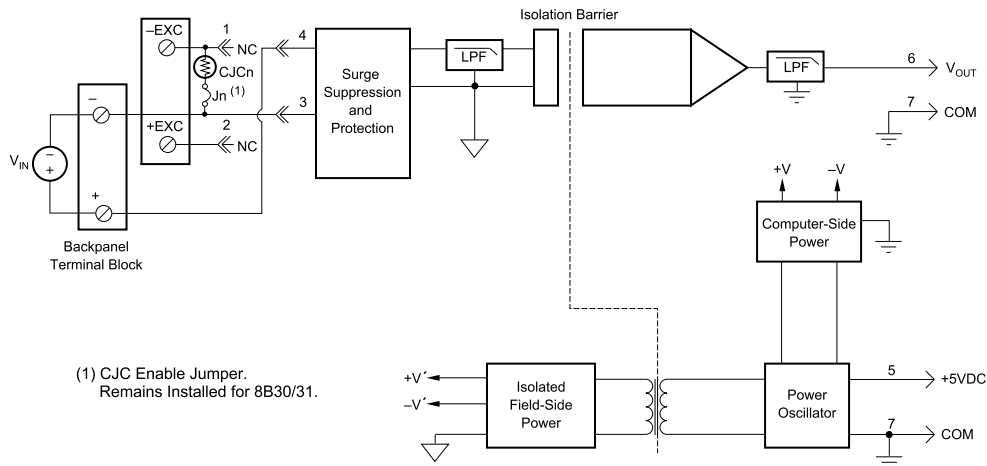 Isolation Barrier
–EXC
1
NC
CJCn
Jn (1)
4
3
+EXC
2
NC
–
+
VIN
–
+
Backpanel
Terminal Block
Surge
Suppression
and
Protection
LPF
LPF
6
VOUT
7
COM
+V
–V
Computer-Side
Power
(1) CJC Enable Jumper.
Remains Installed for 8B30/31.
+V´
–V´
Isolated
Field-Side
Power
Power
Oscillator
5
+5VDC
7
COM